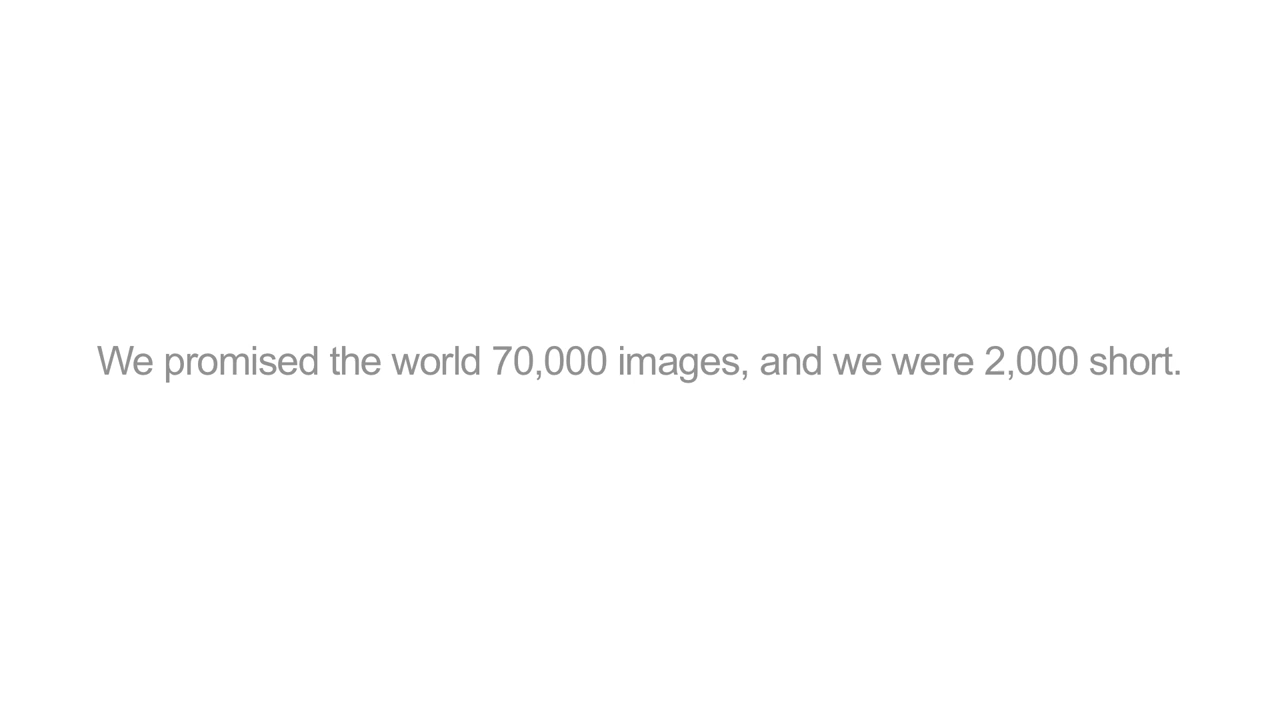 We promised the world 70,000 images, and we were 2,000 short.